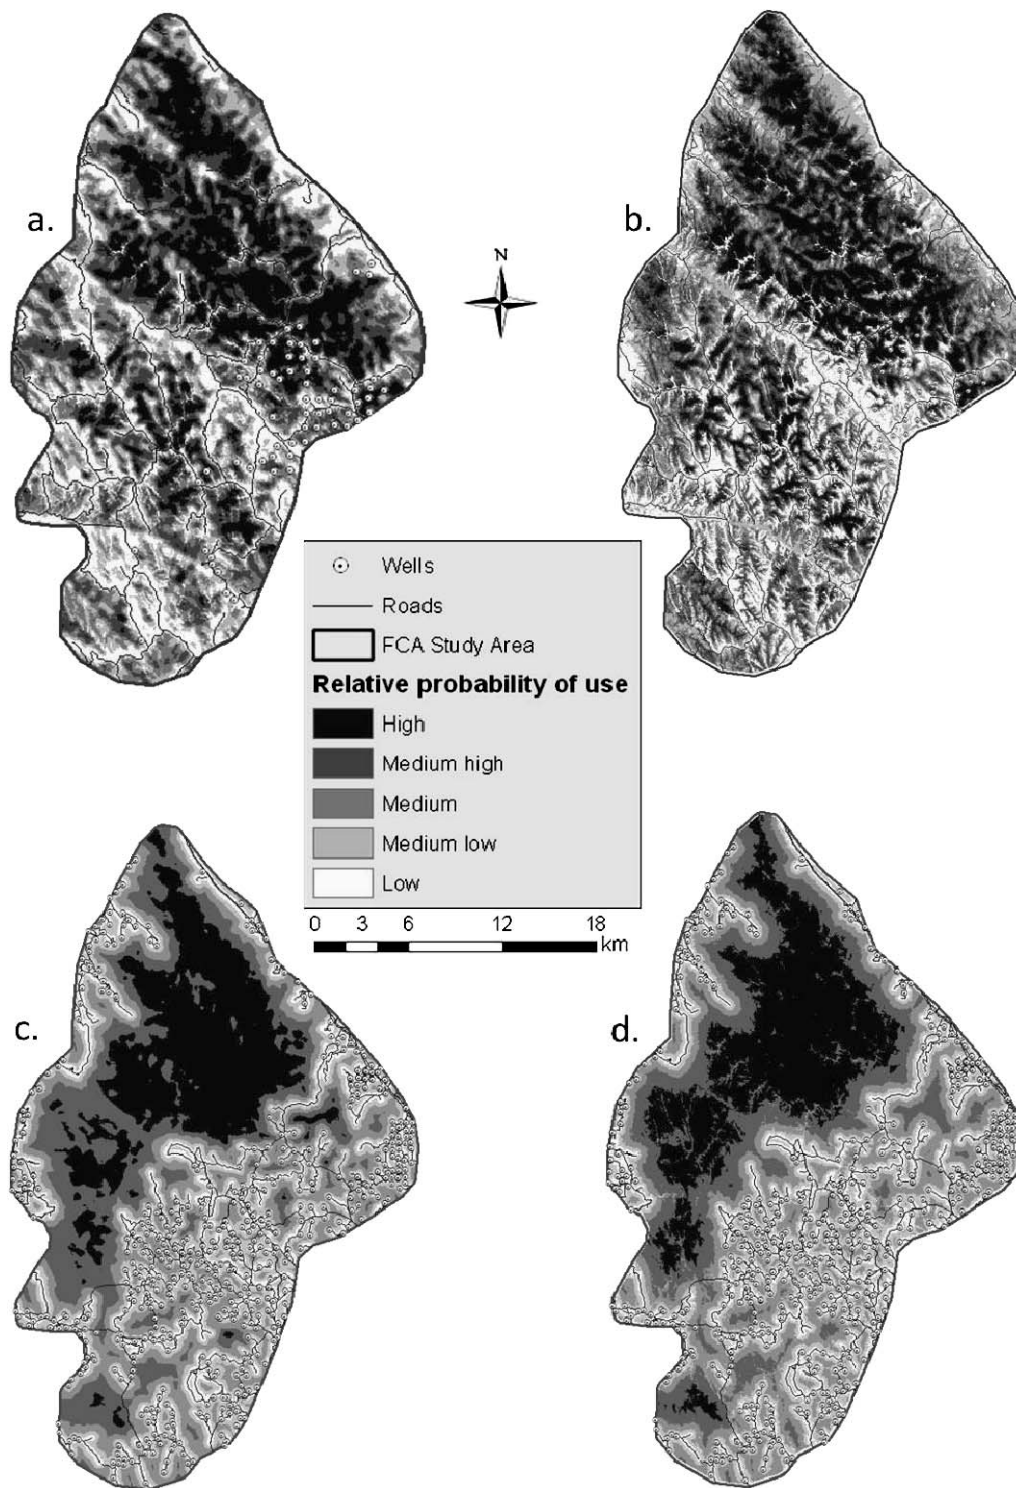 a.
b.
N
Wells
Roads
FCA Study Area
Relative probability of use
High
Medium high
Medium
Medium low
Low
0 3 6 12 18
km
c.
d.